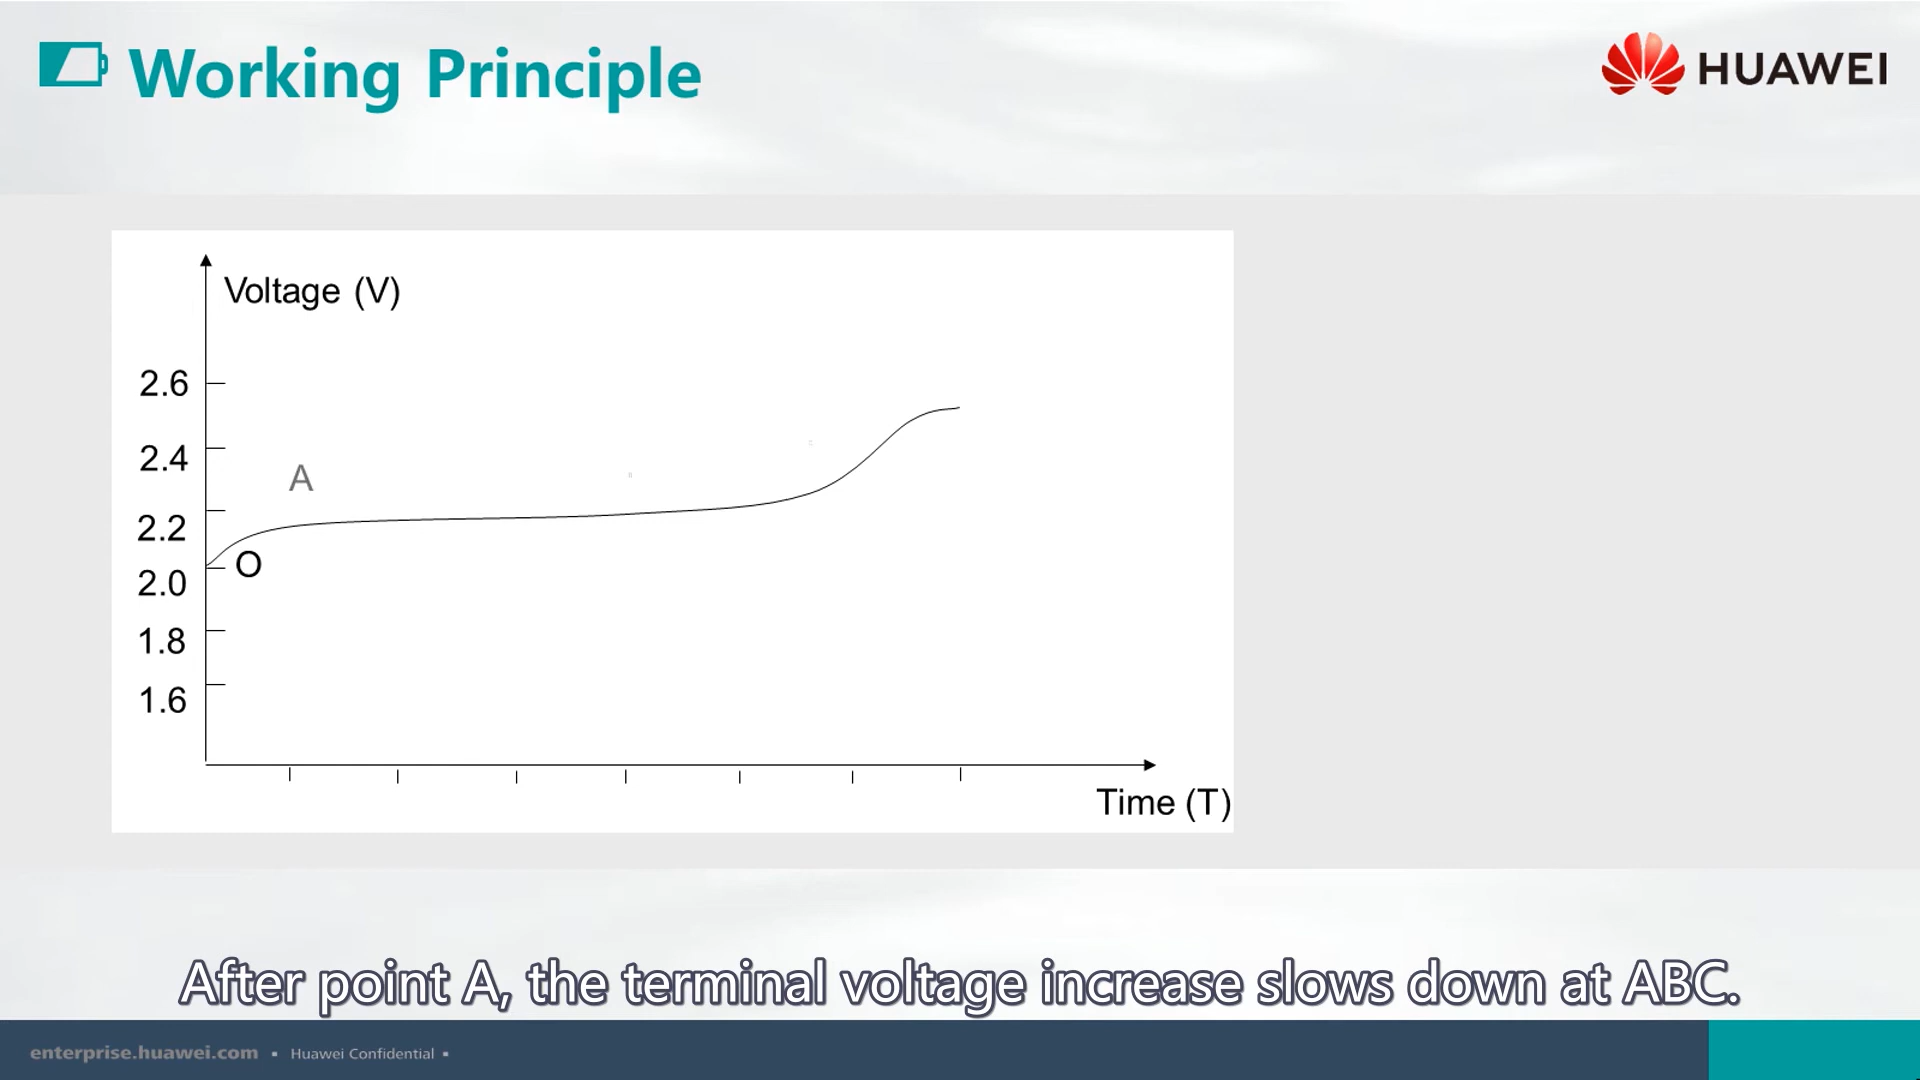 Working Principle
HUAWEI
Voltage (V)
2.6
2.4
A
2.2
O
2.0
1.8
1.6
Time (T)
After point A, the terminal voltage increase slows down at ABC.
enterprise.huawei.com ▪ Huawei Confidential ▪